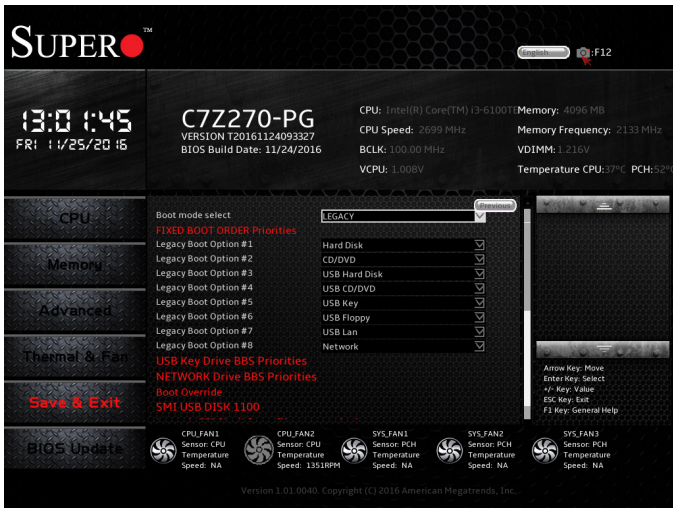 SUPER TM
English :F12
13:01:45
FRI 11/25/2016
C7Z270-PG
VERSION T20161124093327
BIOS Build Date: 11/24/2016
CPU: Intel(R) Core(TM) i3-6100TE
CPU Speed: 2699 MHz
BCLK: 100.00 MHz
VCPU: 1.008V
Memory: 4096 MB
Memory Frequency: 2133 MHz
VDIMM: 1.216V
Temperature CPU:37°C PCH:52°
CPU
Memory
Advanced
Thermal & Fan
Save & Exit
BIOS Update
Previous
Boot mode select LEGACY
FIXED BOOT ORDER Priorities
Legacy Boot Option #1 Hard Disk
Legacy Boot Option #2 CD/DVD
Legacy Boot Option #3 USB Hard Disk
Legacy Boot Option #4 USB CD/DVD
Legacy Boot Option #5 USB Key
Legacy Boot Option #6 USB Floppy
Legacy Boot Option #7 USB Lan
Legacy Boot Option #8 Network
USB Key Drive BBS Priorities
NETWORK Drive BBS Priorities
Boot Override
SMI USB DISK 1100
Arrow Key: Move
Enter Key: Select
+/- Key: Value
ESC Key: Exit
F1 Key: General Help
CPU_FAN1
Sensor: CPU
Temperature
Speed: NA
CPU_FAN2
Sensor: CPU
Temperature
Speed: 1351RPM
SYS_FAN1
Sensor: PCH
Temperature
Speed: NA
SYS_FAN2
Sensor: PCH
Temperature
Speed: NA
SYS_FAN3
Sensor: PCH
Temperature
Speed: NA
Version 1.01.0040. Copyright (C) 2016 American Megatrends, Inc.